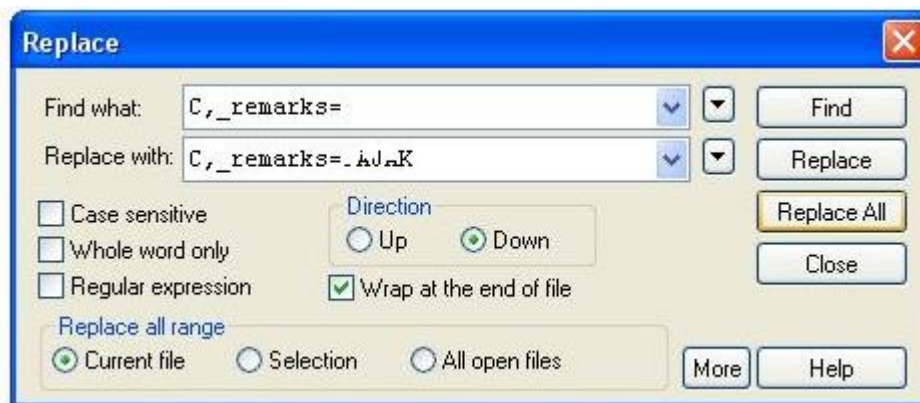 Replace
Find what: C,_remarks= Find
Replace with: C,_remarks= Replace
Case sensitive Direction Replace All
Whole word only Up Down Close
Regular expression Wrap at the end of file
Replace all range
Current file Selection All open files More Help